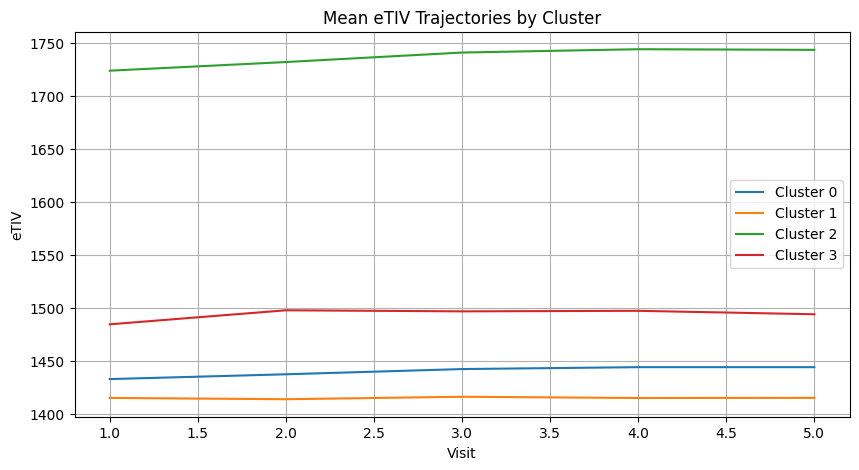 Mean eTIV Trajectories by Cluster
eTIV
1750
1700
1650
1600
1550
1500
1450
1400
Cluster 0
Cluster 1
Cluster 2
Cluster 3
1.0 1.5 2.0 2.5 3.0 3.5 4.0 4.5 5.0
Visit